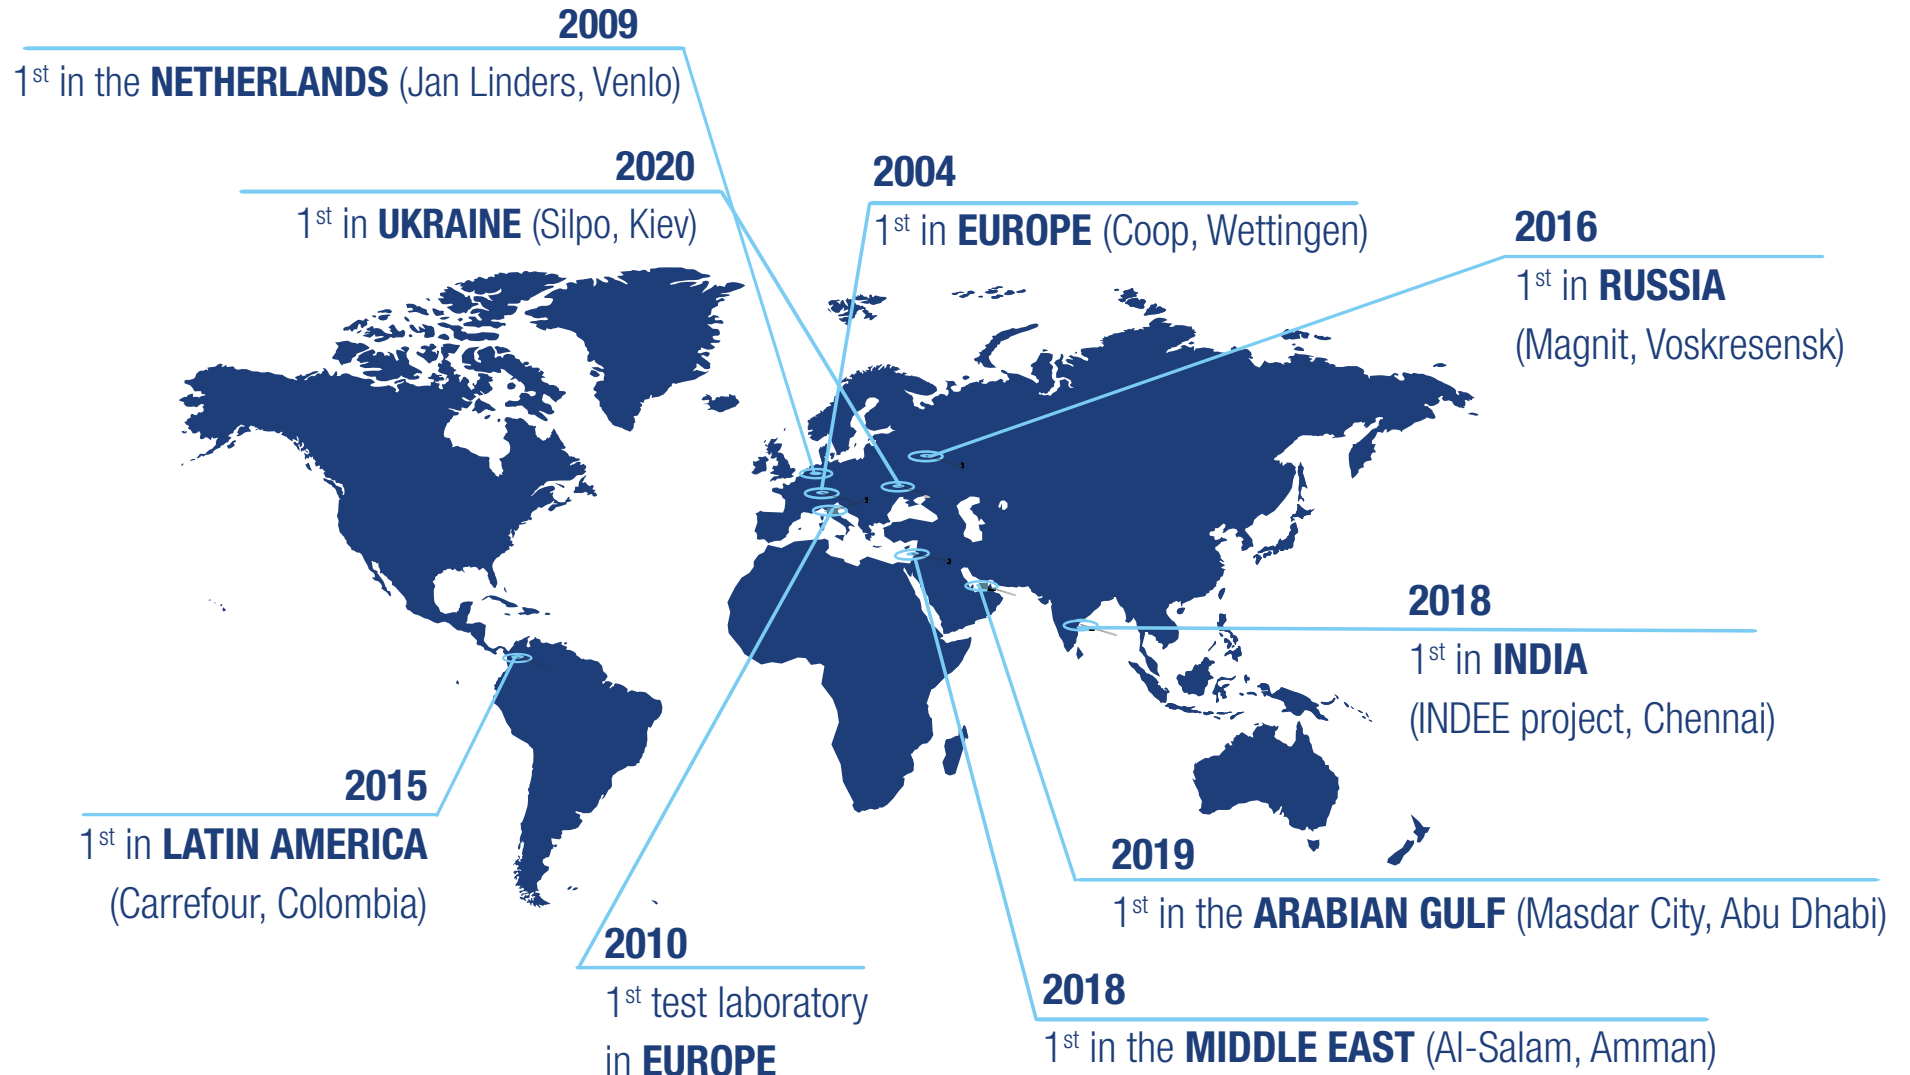 2009
1st in the NETHERLANDS (Jan Linders, Venlo)
2020
1st in UKRAINE (Silpo, Kiev)
2004
1st in EUROPE (Coop, Wettingen)
2016
1st in RUSSIA
(Magnit, Voskresensk)
2018
1st in INDIA
(INDEE project, Chennai)
2015
1st in LATIN AMERICA
(Carrefour, Colombia)
2019
1st in the ARABIAN GULF (Masdar City, Abu Dhabi)
2010
1st test laboratory
in EUROPE
2018
1st in the MIDDLE EAST (Al-Salam, Amman)